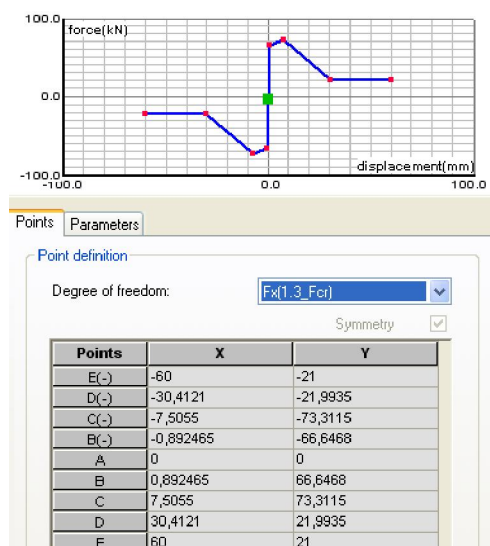 100.0
force(kN)
0.0
displacement(mm)
-100.0
-100.0 0.0 100.0
Points Parameters
Point definition
Degree of freedom: Fx(1.3_Fcr)
Symmetry
Points X Y
E(-) -60 -21
D(-) -30,4121 -21,9935
C(-) -7,5055 -73,3115
B(-) -0,892465 -66,6468
A 0 0
B 0,892465 66,6468
C 7,5055 73,3115
D 30,4121 21,9935
E 60 21